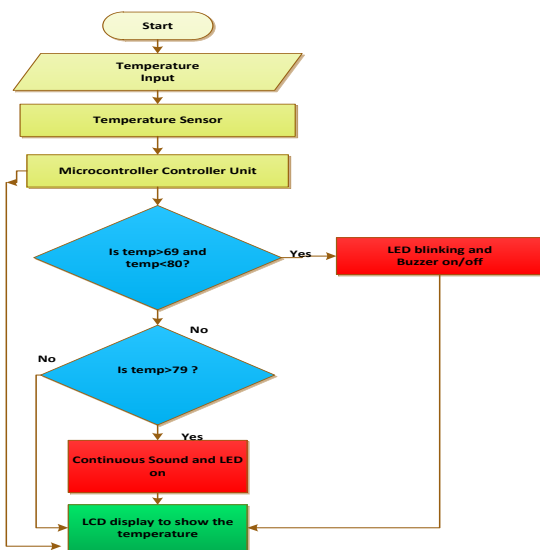 Start
Temperature
Input
Temperature Sensor
Microcontroller Controller Unit
Is temp>69 and
temp<80?
Yes
LED blinking and
Buzzer on/off
No
No
Is temp>79 ?
Yes
Continuous Sound and LED
on
LCD display to show the
temperature